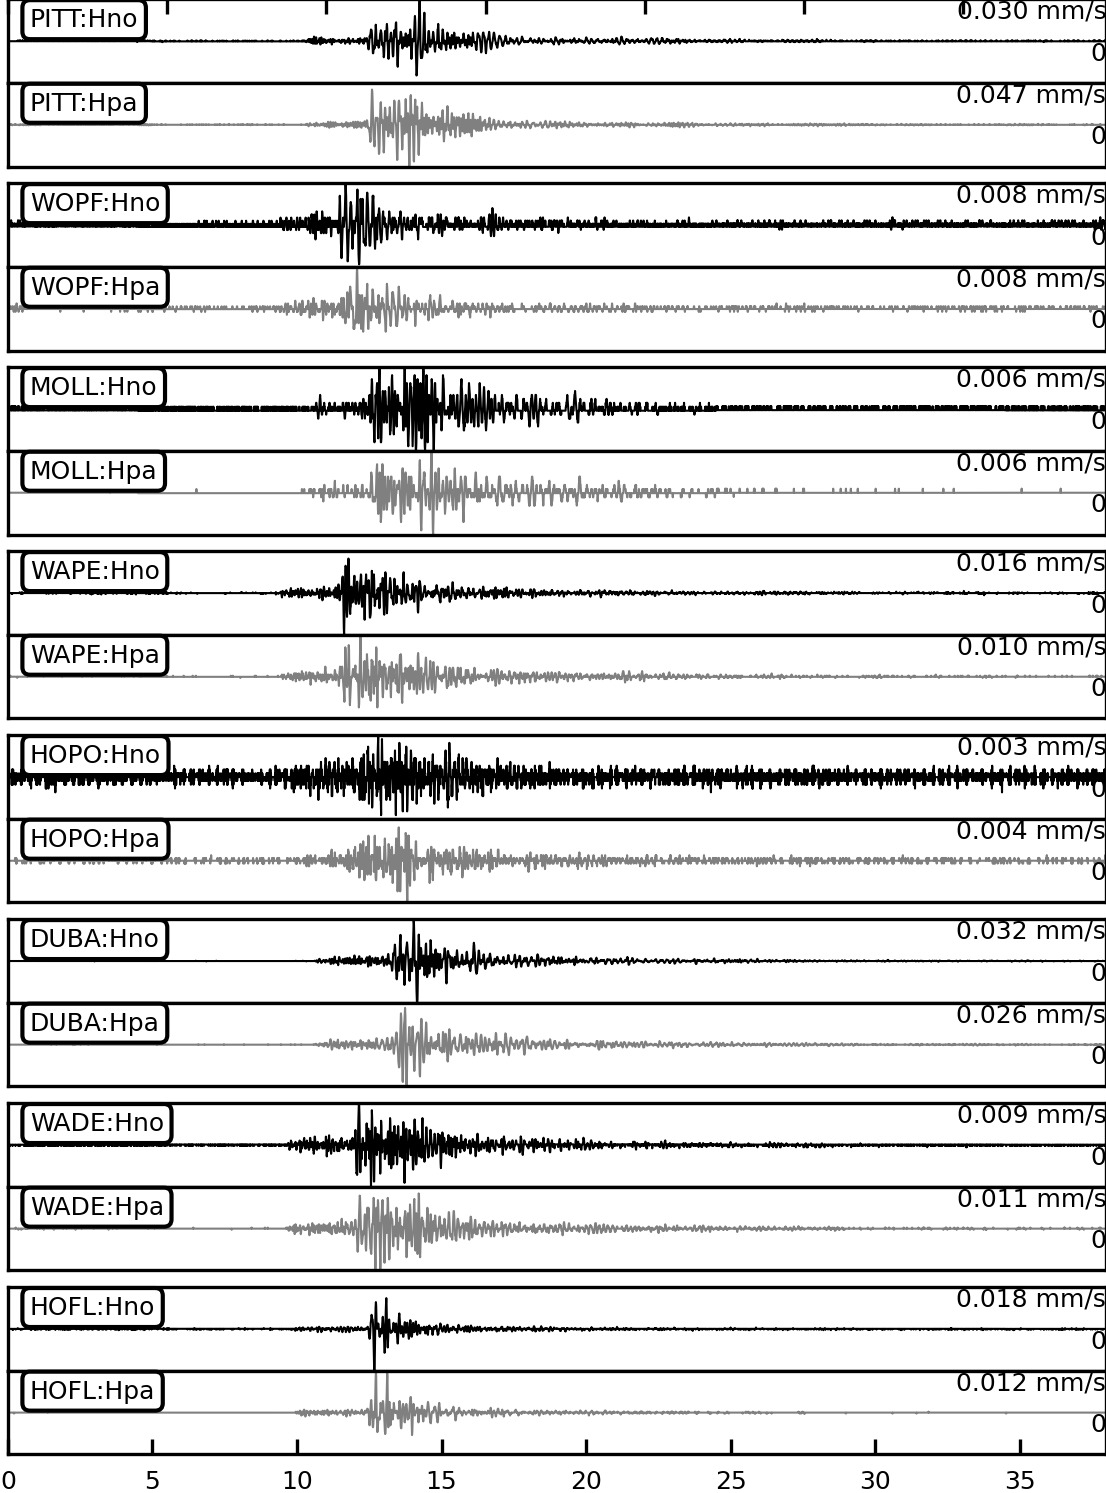 PITT:Hno 0.030 mm/s
0
PITT:Hpa 0.047 mm/s
0
WOPF:Hno 0.008 mm/s
0
WOPF:Hpa 0.008 mm/s
0
MOLL:Hno 0.006 mm/s
0
MOLL:Hpa 0.006 mm/s
0
WAPE:Hno 0.016 mm/s
0
WAPE:Hpa 0.010 mm/s
0
HOPO:Hno 0.003 mm/s
0
HOPO:Hpa 0.004 mm/s
0
DUBA:Hno 0.032 mm/s
0
DUBA:Hpa 0.026 mm/s
0
WADE:Hno 0.009 mm/s
0
WADE:Hpa 0.011 mm/s
0
HOFL:Hno 0.018 mm/s
0
HOFL:Hpa 0.012 mm/s
0
0 5 10 15 20 25 30 35